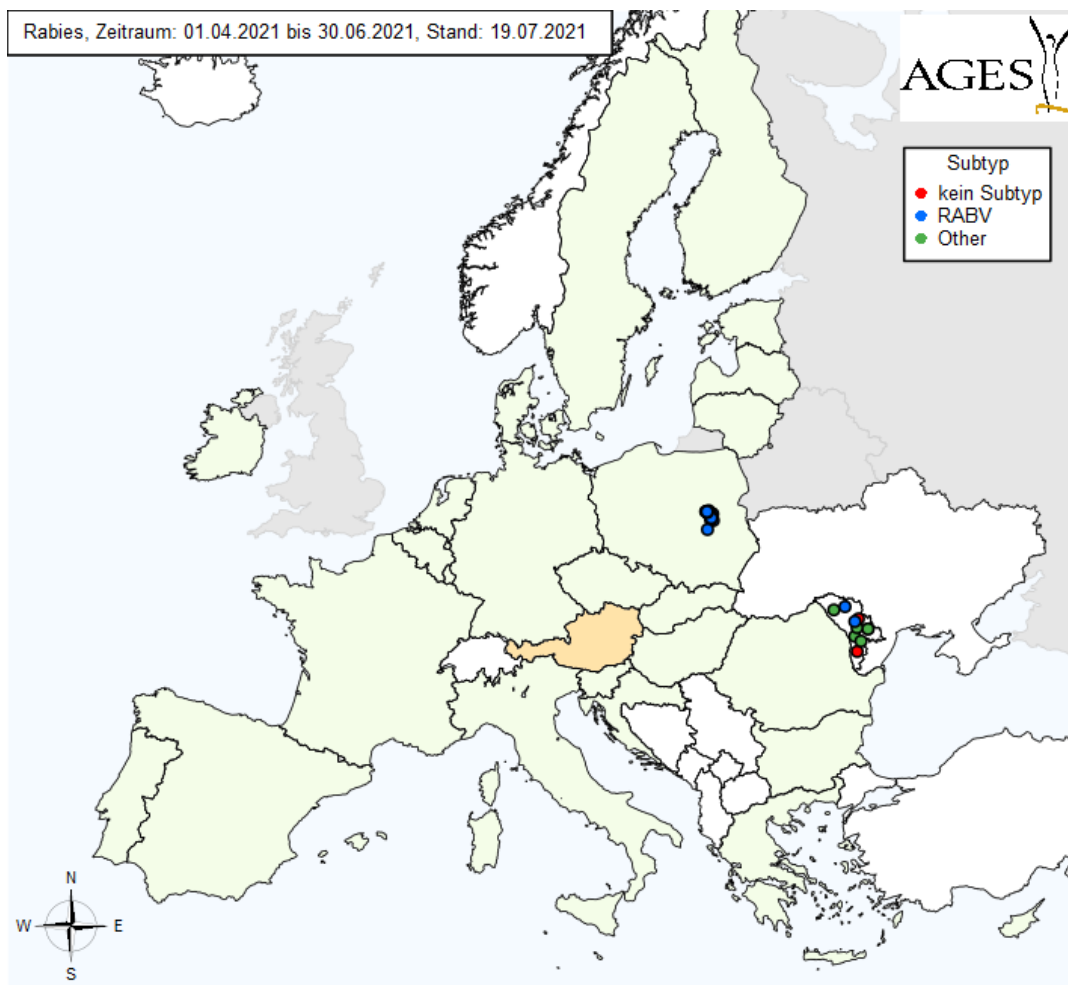 Rabies, Zeitraum: 01.04.2021 bis 30.06.2021, Stand: 19.07.2021
AGES
Subtyp
kein Subtyp
RABV
Other
N
W E
S